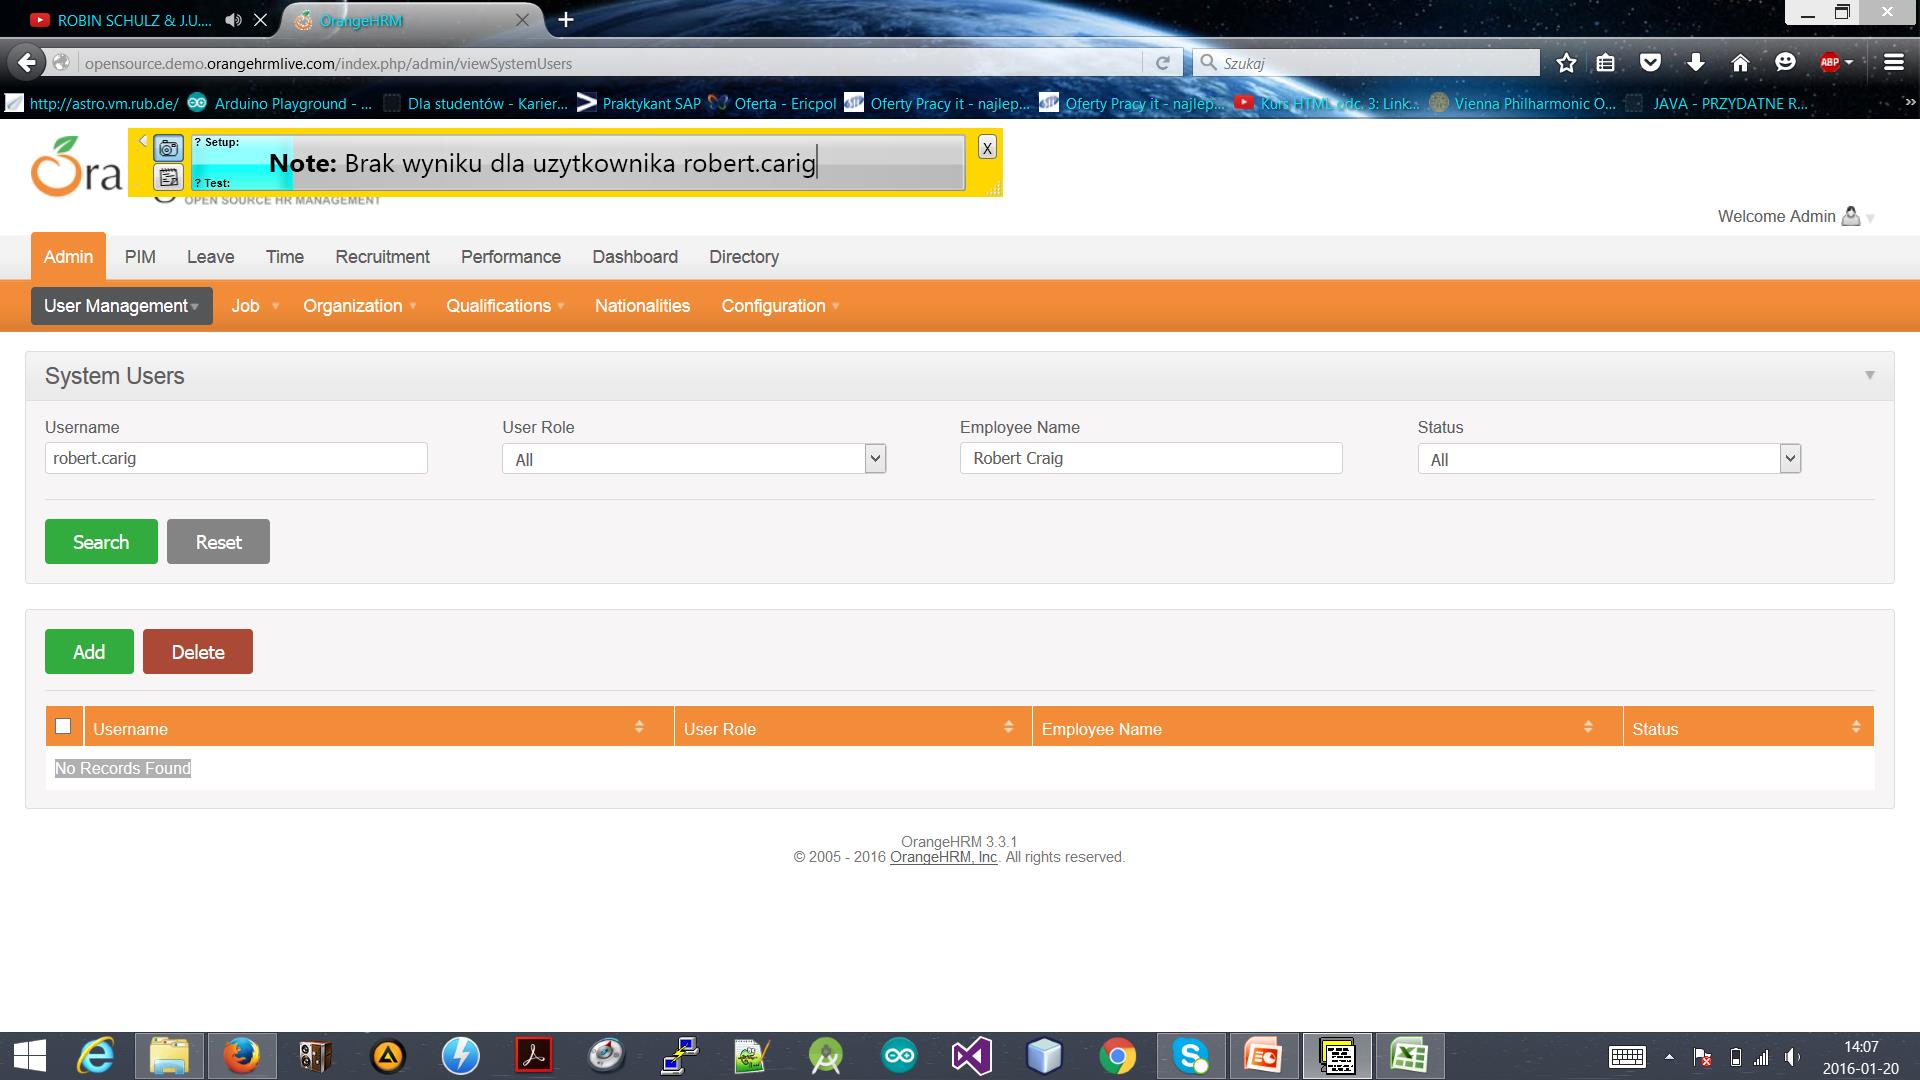 ROBIN SCHULZ & J.U....
OrangeHRM
opensource.demo.orangehrmlive.com/index.php/admin/viewSystemUsers
Szukaj
ABP
http://astro.vm.rub.de/
Arduino Playground - ...
Dla studentów - Karier...
Praktykant SAP
Oferta - Ericpol
Oferty Pracy it - najlep...
Oferty Pracy it - najlep...
Kurs HTML odc. 3: Link...
Vienna Philharmonic O...
JAVA - PRZYDATNE R...
Ora
? Setup:
Note: Brak wyniku dla uzytkownika robert.carig
? Test:
X
OPEN SOURCE HR MANAGEMENT
Welcome Admin
Admin PIM Leave Time Recruitment Performance Dashboard Directory
User Management Job Organization Qualifications Nationalities Configuration
System Users
Username User Role Employee Name Status
robert.carig All Robert Craig All
Search Reset
Add Delete
Username User Role Employee Name Status
No Records Found
OrangeHRM 3.3.1
© 2005 - 2016 OrangeHRM, Inc. All rights reserved.
14:07
2016-01-20